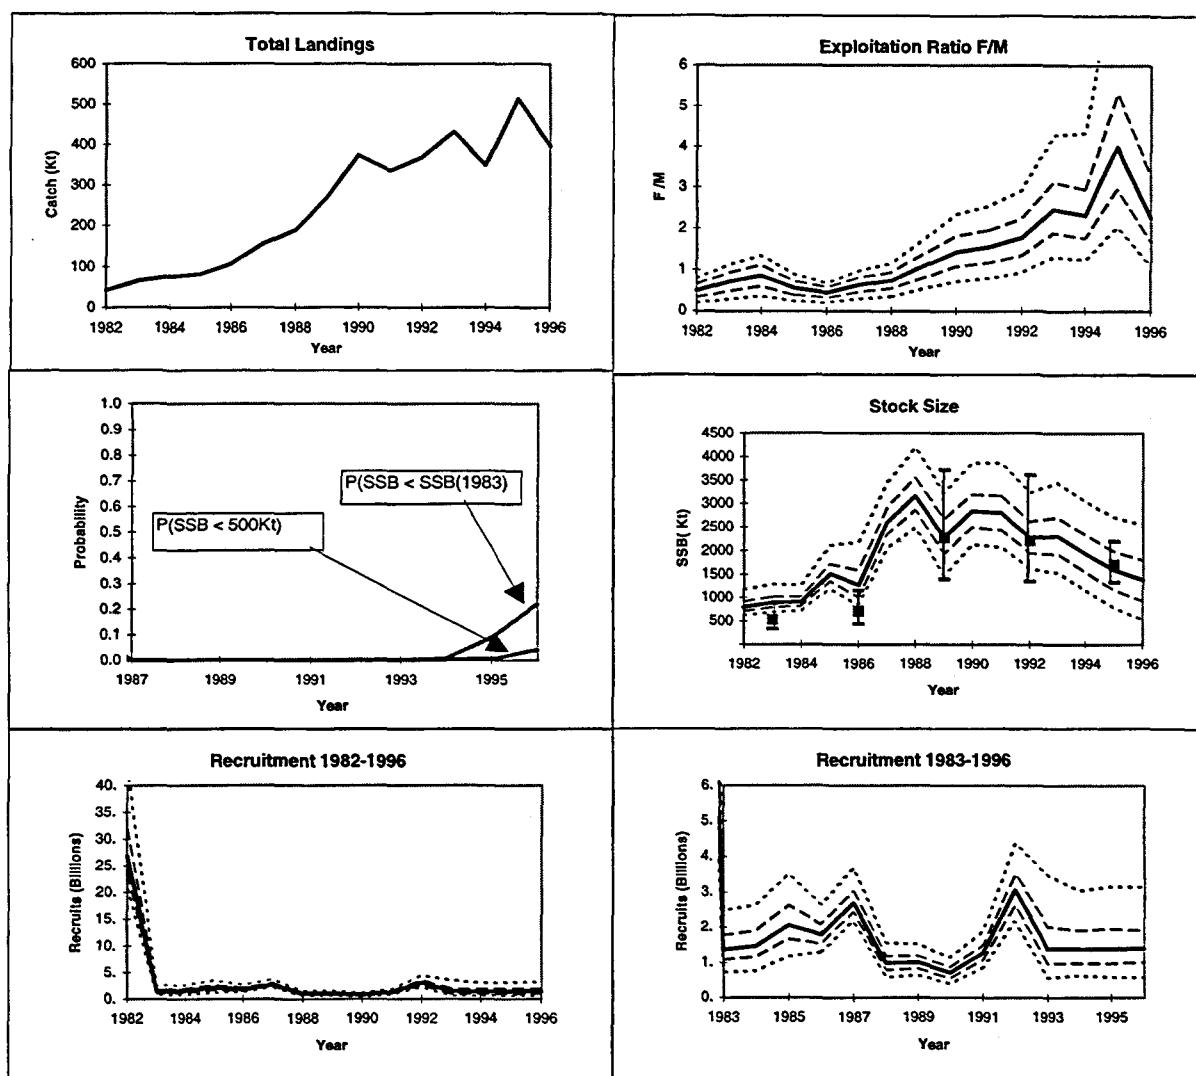 Total Landings
600
500
400
300
200
100
0
Catch (Kt)
1982 1984 1986 1988 1990 1992 1994 1996
Year
Exploitation Ratio F/M
6
5
4
3
2
1
0
F/M
1982 1984 1986 1988 1990 1992 1994 1996
Year
1.0
0.9
0.8
0.7
0.6
0.5
0.4
0.3
0.2
0.1
0.0
Probability
P(SSB < SSB(1983)
P(SSB < 500Kt)
1987 1989 1991 1993 1995
Year
Stock Size
4500
4000
3500
3000
2500
2000
1500
1000
500
SSB( Kt)
1982 1984 1986 1988 1990 1992 1994 1996
Year
Recruitment 1982-1996
40.
35.
30.
25.
20.
15.
10.
5.
0.
Recruits (Billions)
1982 1984 1986 1988 1990 1992 1994 1996
Year
Recruitment 1983-1996
6.
5.
4.
3.
2.
1.
0.
Recruits (Billions)
1983 1985 1987 1989 1991 1993 1995
Year